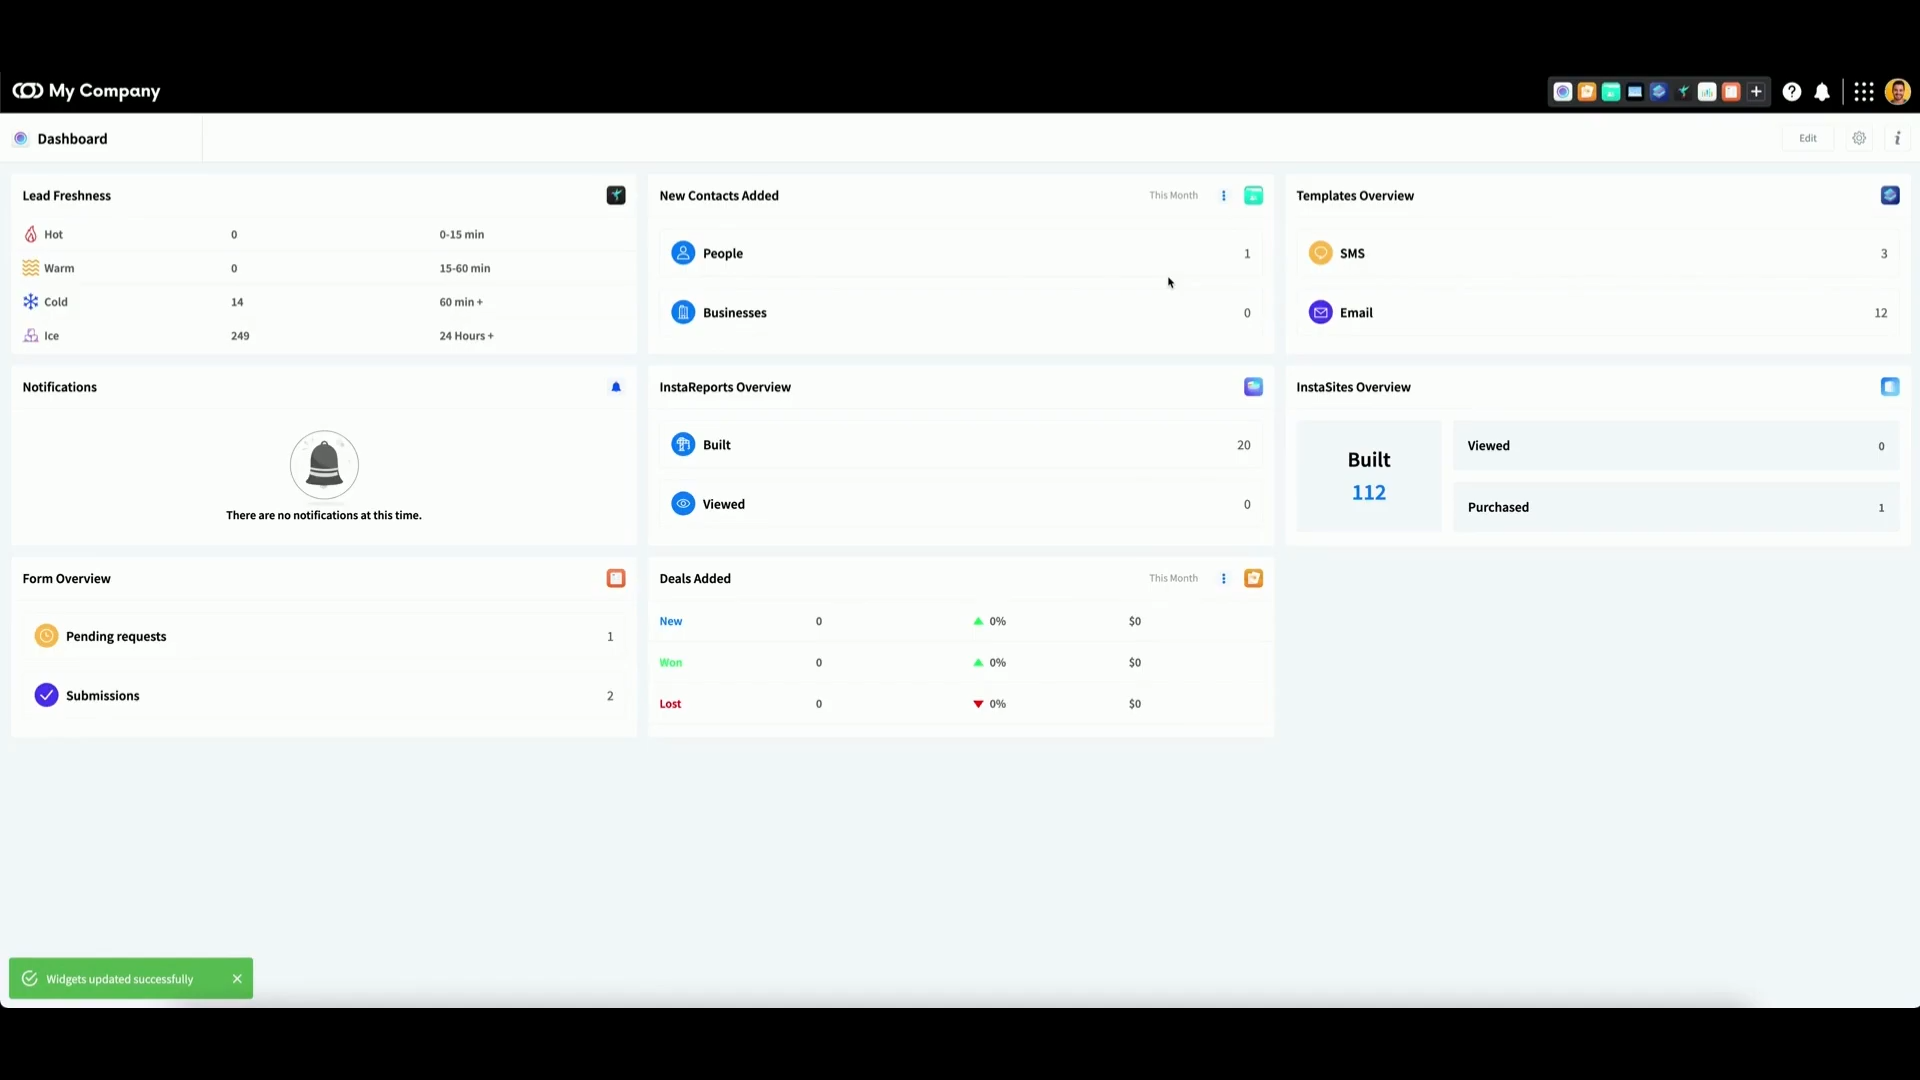 My Company
Dashboard
Edit
Lead Freshness
Hot 0 0-15 min
Warm 0 15-60 min
Cold 14 60 min +
Ice 249 24 Hours +
New Contacts Added This Month
People 1
Businesses 0
Templates Overview
SMS 3
Email 12
Notifications
There are no notifications at this time.
InstaReports Overview
Built 20
Viewed 0
InstaSites Overview
Built
112
Viewed 0
Purchased 1
Form Overview
Pending requests 1
Submissions 2
Deals Added This Month
New 0 0% $0
Won 0 0% $0
Lost 0 0% $0
Widgets updated successfully